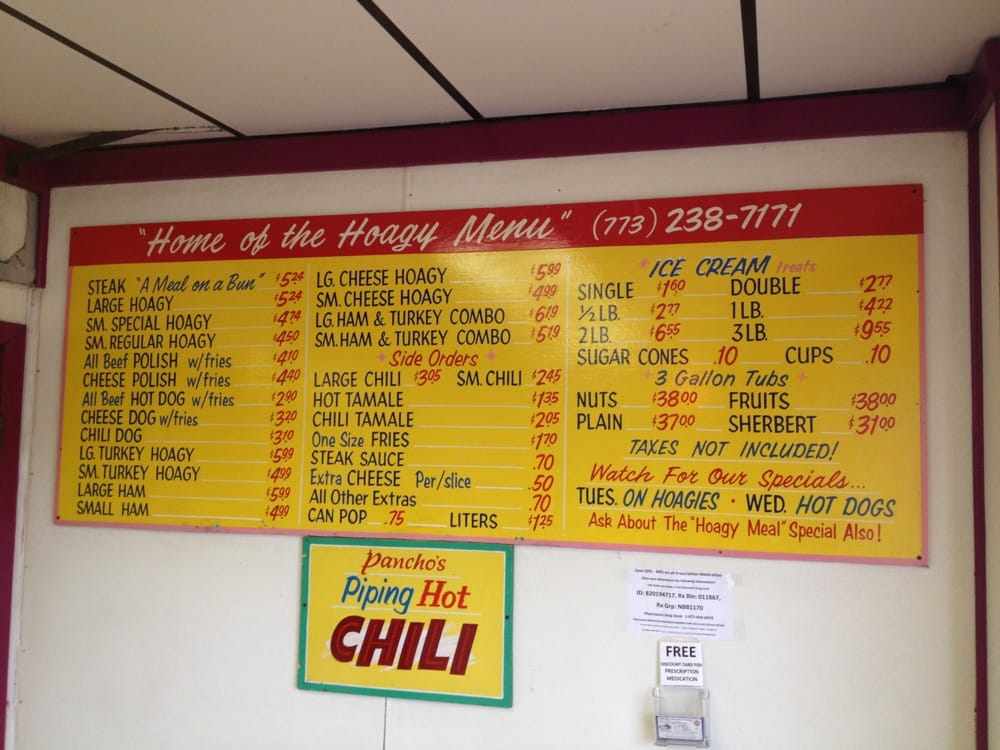 "Home of the Hoagy Menu" (773) 238-7171
STEAK "A Meal on a Bun" $5.24
LARGE HOAGY $5.24
SM. SPECIAL HOAGY $4.74
SM. REGULAR HOAGY $4.50
All Beef POLISH w/fries $4.10
CHEESE POLISH w/fries $4.40
All Beef HOT DOG w/fries $2.90
CHEESE DOG w/fries $3.20
CHILI DOG $3.10
LG. TURKEY HOAGY $5.99
SM. TURKEY HOAGY $4.99
LARGE HAM $5.99
SMALL HAM $4.99
LG. CHEESE HOAGY $5.99
SM. CHEESE HOAGY $4.99
LG. HAM & TURKEY COMBO $6.19
SM. HAM & TURKEY COMBO $5.19
Side Orders
LARGE CHILI $3.05 SM. CHILI $2.45
HOT TAMALE $1.35
CHILI TAMALE $2.05
One Size FRIES $1.70
STEAK SAUCE .70
Extra CHEESE Per/slice .50
All Other Extras .70
CAN POP .75 LITERS $1.25
ICE CREAM treats
SINGLE $1.60 DOUBLE $2.77
½ LB. $2.77 1 LB. $4.22
2 LB. $6.55 3 LB. $9.55
SUGAR CONES .10 CUPS .10
3 Gallon Tubs
NUTS $38.00 FRUITS $38.00
PLAIN $37.00 SHERBERT $31.00
TAXES NOT INCLUDED!
Watch For Our Specials...
TUES. ON HOAGIES · WED. HOT DOGS
Ask About The "Hoagy Meal" Special Also!
Pancho's
Piping Hot
CHILI
ID: 820194717, Rx Bin: 011867,
Rx Grp: NBB1170
FREE
DISCOUNT CARD FOR
PRESCRIPTION
MEDICATION